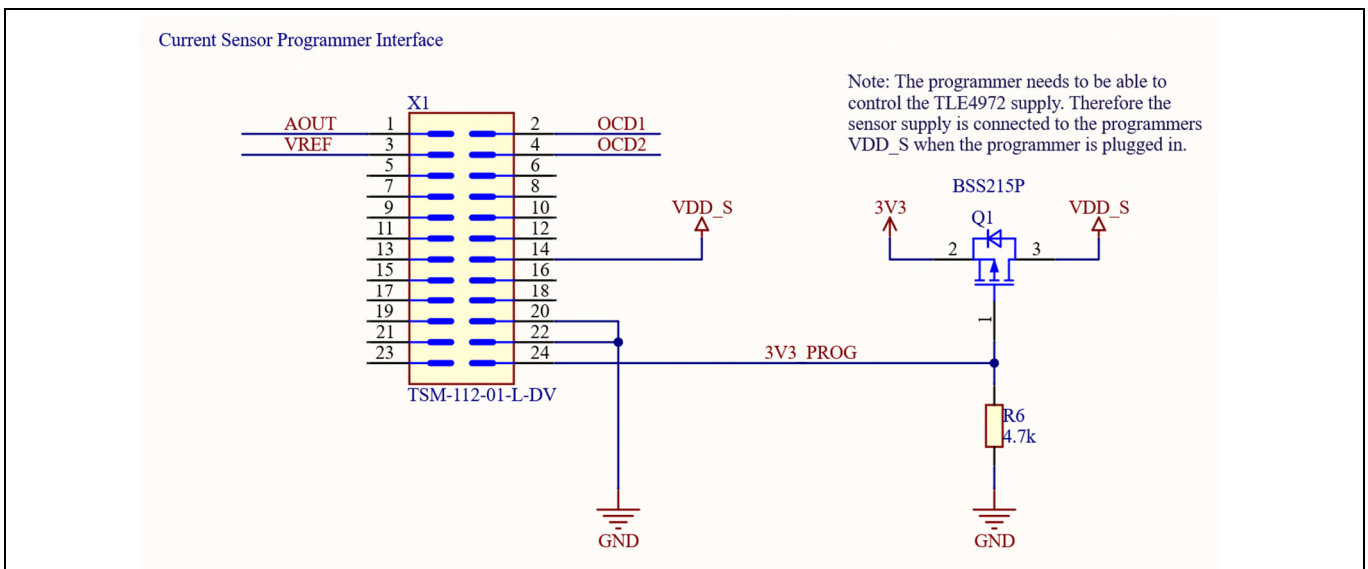 Current Sensor Programmer Interface
Note: The programmer needs to be able to
control the TLE4972 supply. Therefore the
sensor supply is connected to the programmers
VDD_S when the programmer is plugged in.
X1
AOUT 1 2 OCD1
VREF 3 4 OCD2
5 6
7 8
9 10
11 12
13 14
15 16
17 18
19 20
21 22
23 24
TSM-112-01-L-DV
VDD_S
BSS215P
3V3
Q1
VDD_S
2 3
1
3V3_PROG
R6
4.7k
GND
GND